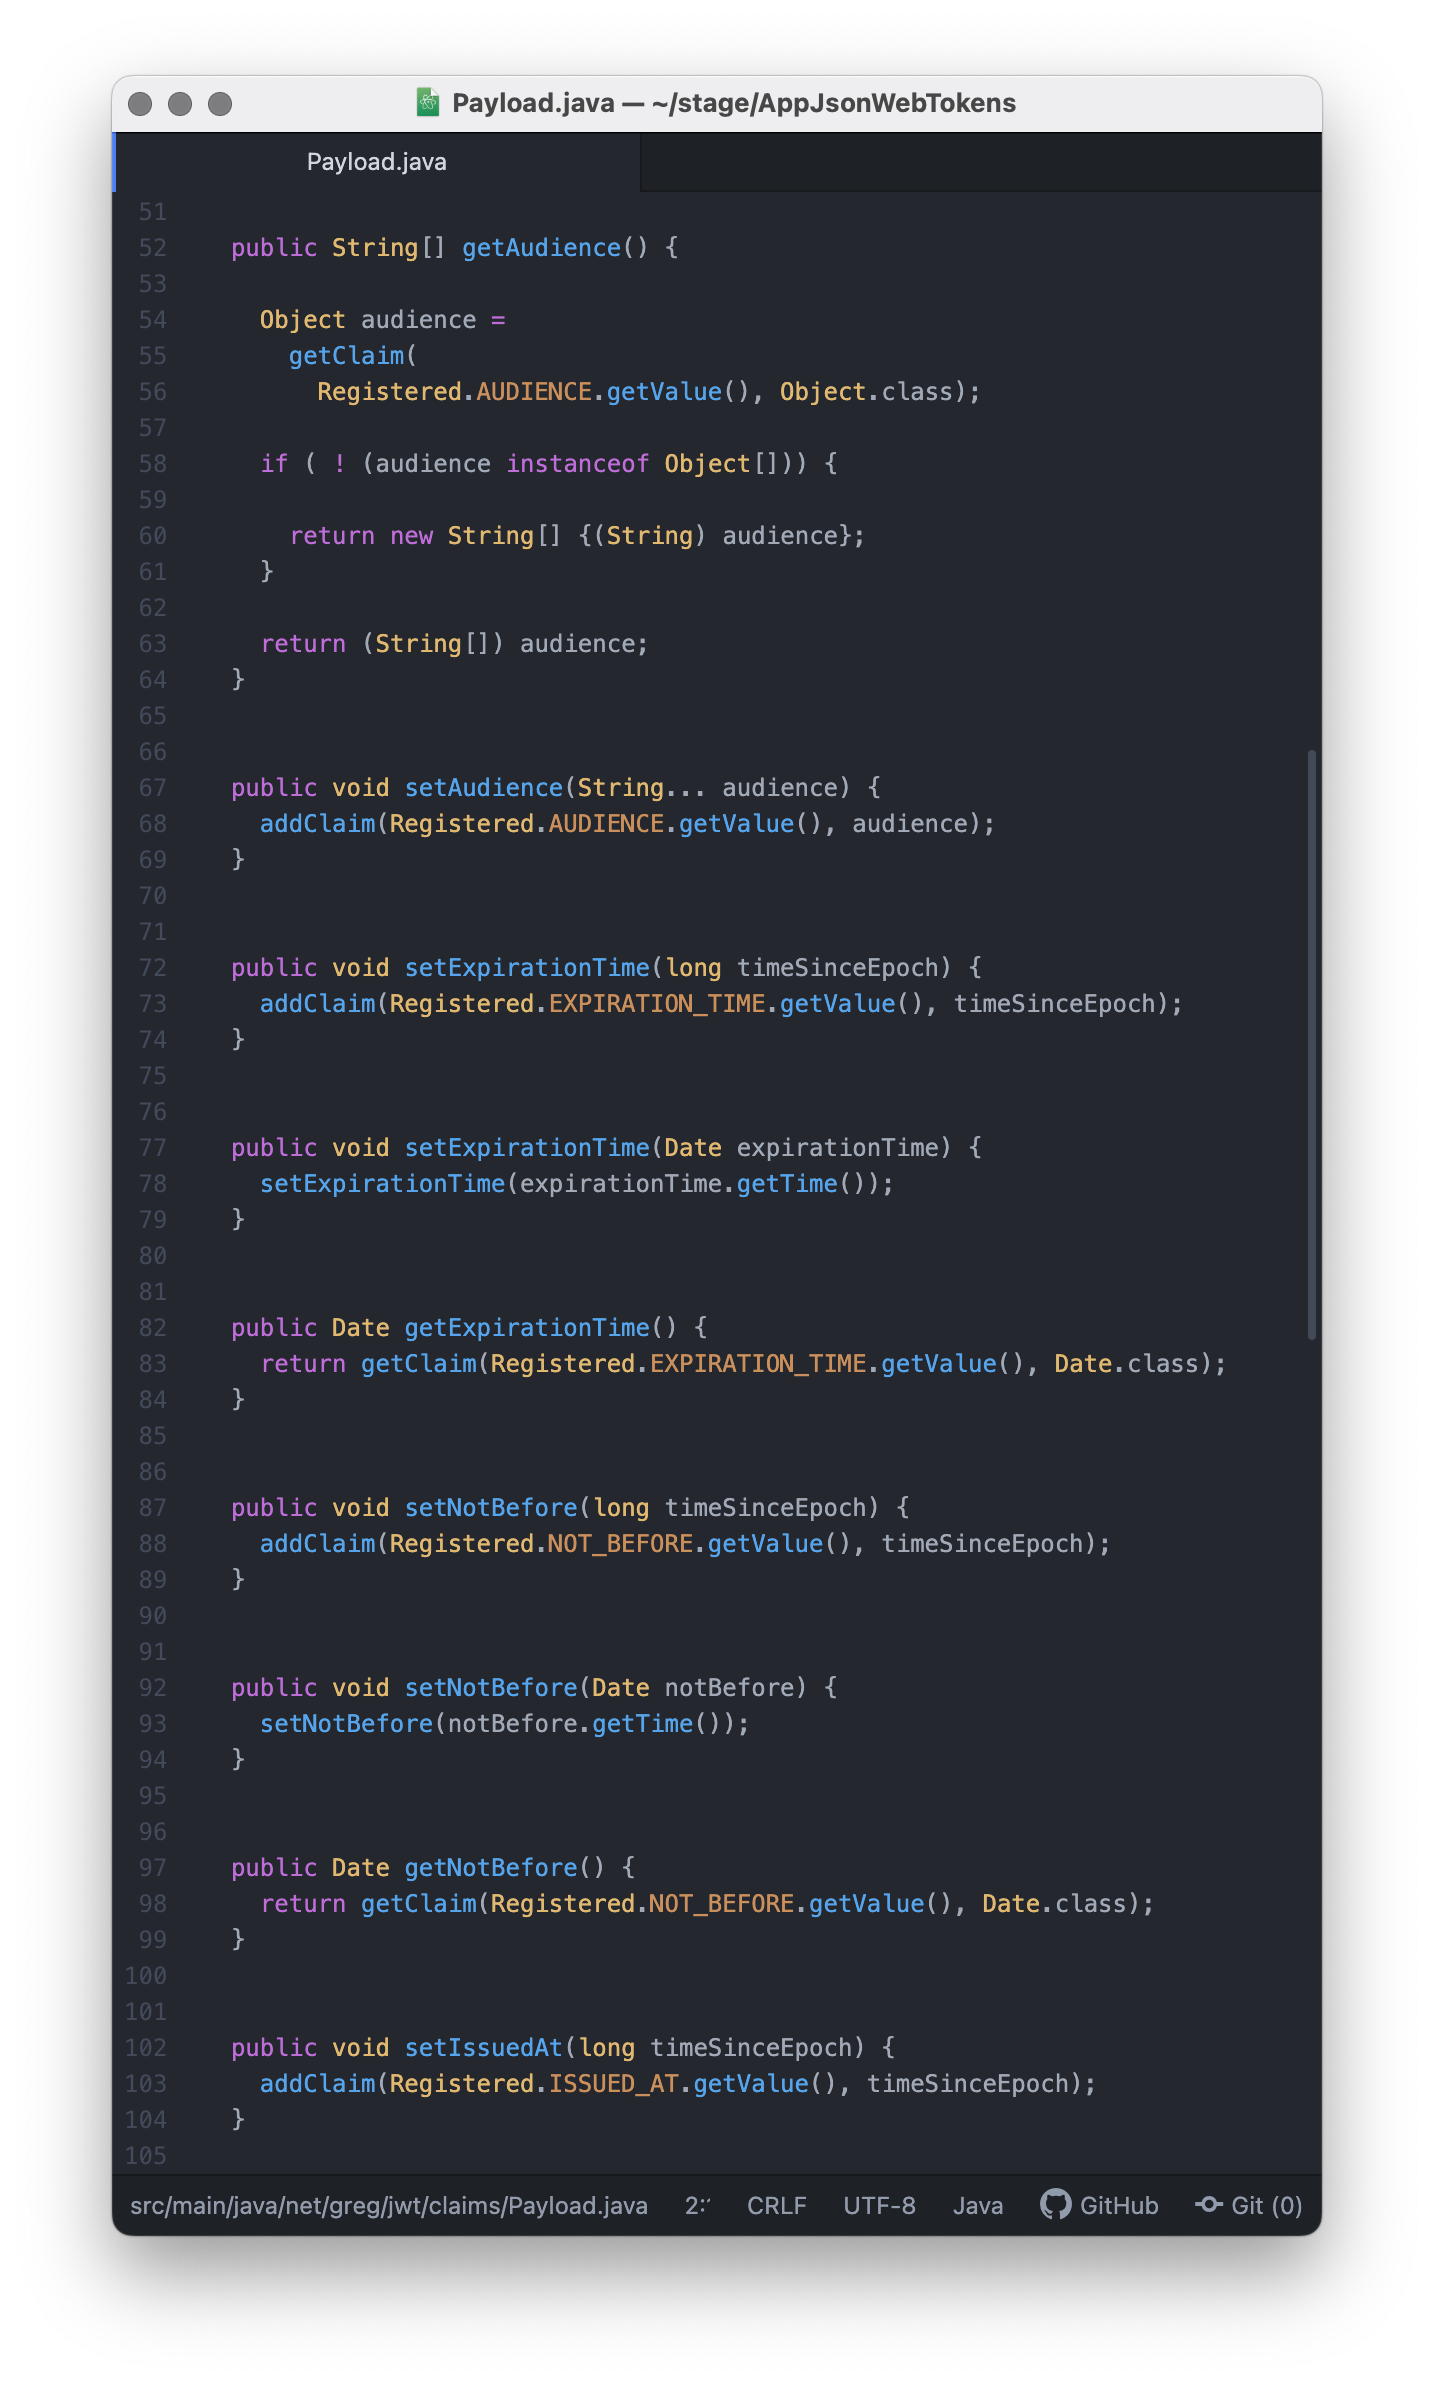 Payload.java — ~/stage/AppJsonWebTokens
Payload.java
51
52 public String[] getAudience() {
53
54 Object audience =
55 getClaim(
56 Registered.AUDIENCE.getValue(), Object.class);
57
58 if ( ! (audience instanceof Object[])) {
59
60 return new String[] {(String) audience};
61 }
62
63 return (String[]) audience;
64 }
65
66
67 public void setAudience(String... audience) {
68 addClaim(Registered.AUDIENCE.getValue(), audience);
69 }
70
71
72 public void setExpirationTime(long timeSinceEpoch) {
73 addClaim(Registered.EXPIRATION_TIME.getValue(), timeSinceEpoch);
74 }
75
76
77 public void setExpirationTime(Date expirationTime) {
78 setExpirationTime(expirationTime.getTime());
79 }
80
81
82 public Date getExpirationTime() {
83 return getClaim(Registered.EXPIRATION_TIME.getValue(), Date.class);
84 }
85
86
87 public void setNotBefore(long timeSinceEpoch) {
88 addClaim(Registered.NOT_BEFORE.getValue(), timeSinceEpoch);
89 }
90
91
92 public void setNotBefore(Date notBefore) {
93 setNotBefore(notBefore.getTime());
94 }
95
96
97 public Date getNotBefore() {
98 return getClaim(Registered.NOT_BEFORE.getValue(), Date.class);
99 }
100
101
102 public void setIssuedAt(long timeSinceEpoch) {
103 addClaim(Registered.ISSUED_AT.getValue(), timeSinceEpoch);
104 }
105
src/main/java/net/greg/jwt/claims/Payload.java 2: CRLF UTF-8 Java GitHub Git (0)